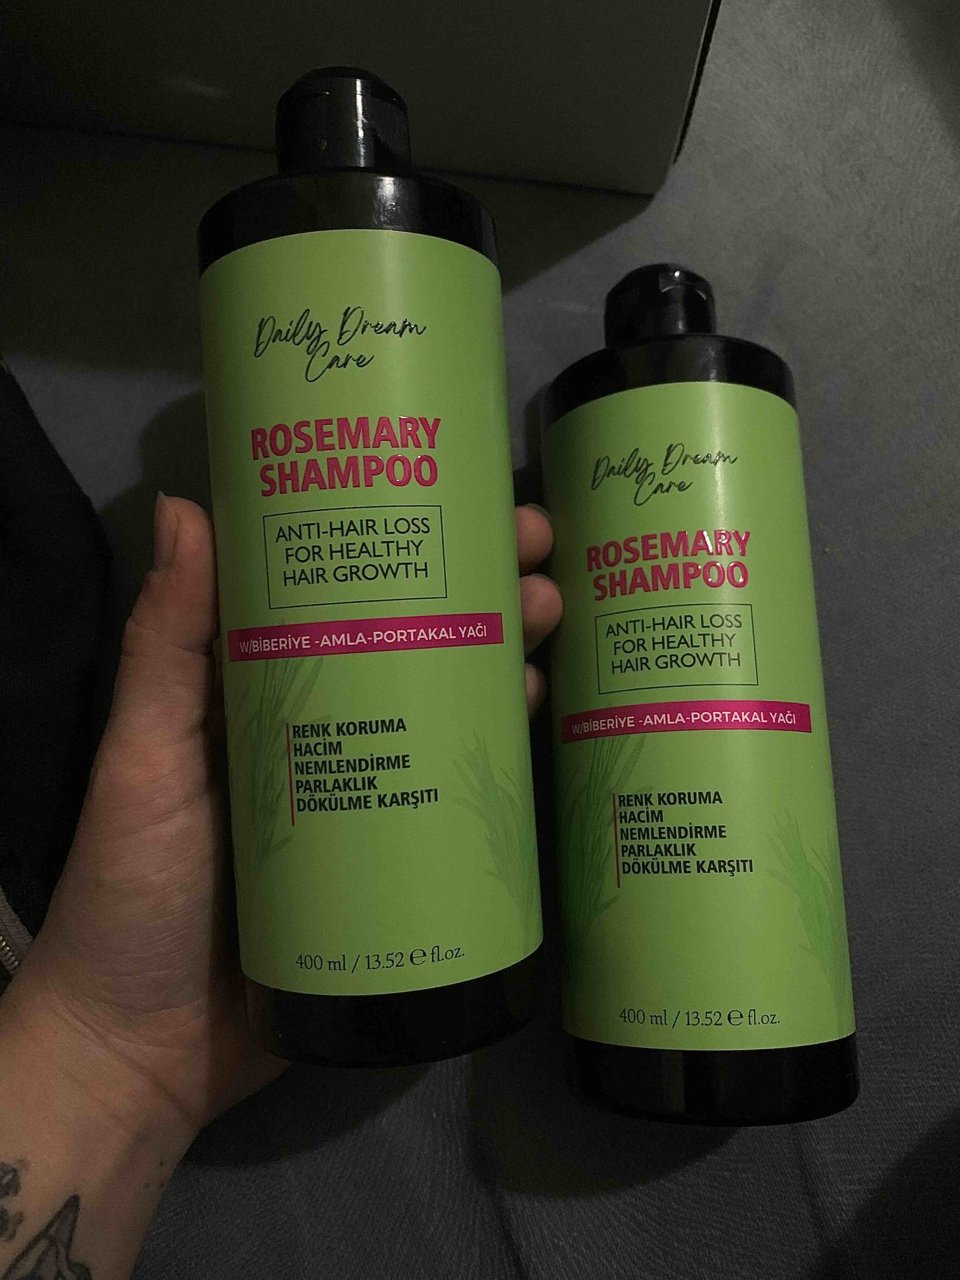 Daily Dream
Care
ROSEMARY
SHAMPOO
ANTI-HAIR LOSS
FOR HEALTHY
HAIR GROWTH
W/BİBERİYE -AMLA-PORTAKAL YAĞI
RENK KORUMA
HACİM
NEMLENDİRME
PARLAKLIK
DÖKÜLME KARŞITI
400 ml / 13.52 ℮ fl.oz.
Daily Dream
Care
ROSEMARY
SHAMPOO
ANTI-HAIR LOSS
FOR HEALTHY
HAIR GROWTH
W/BİBERİYE -AMLA-PORTAKAL YAĞI
RENK KORUMA
HACİM
NEMLENDİRME
PARLAKLIK
DÖKÜLME KARŞITI
400 ml / 13.52 ℮ fl.oz.